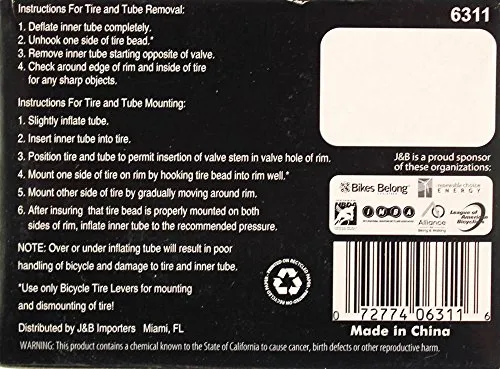 Instructions For Tire and Tube Removal:
1. Deflate inner tube completely.
2. Unhook one side of tire bead.*
3. Remove inner tube starting opposite of valve.
4. Check around edge of rim and inside of tire
for any sharp objects.
Instructions For Tire and Tube Mounting:
1. Slightly inflate tube.
2. Insert inner tube into tire.
3. Position tire and tube to permit insertion of valve stem in valve hole of rim.
4. Mount one side of tire on rim by hooking tire bead into rim well.*
5. Mount other side of tire by gradually moving around rim.
6. After insuring that tire bead is properly mounted on both
sides of rim, inflate inner tube to the recommended pressure.
NOTE: Over or under inflating tube will result in poor
handling of bicycle and damage to tire and inner tube.
*Use only Bicycle Tire Levers for mounting
and dismounting of tire!
Distributed by J&B Importers Miami, FL
WARNING: This product contains a chemical known to the State of California to cause cancer, birth defects or other reproductive harm.
6311
J&B is a proud sponsor
of these organizations:
Bikes Belong
renewable choice
ENERGY
NBDA
IMBA
Alliance
League of
American
Bicyclists
PRINTED ON RECYCLED PAPER
0 72774 06311 6
Made in China